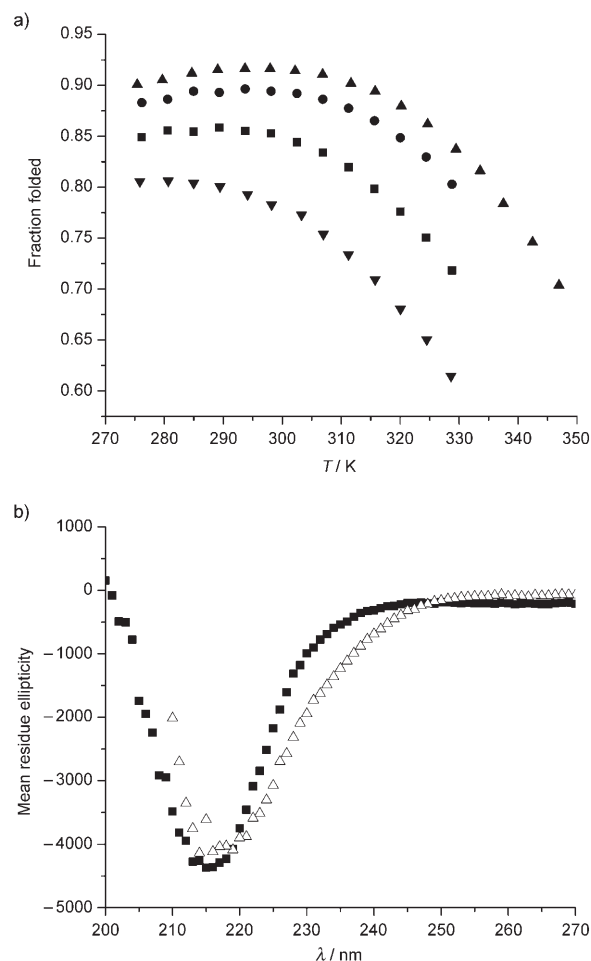 a)
0.95
0.90
0.85
0.80
0.75
0.70
0.65
0.60
Fraction folded
270 280 290 300 310 320 330 340 350
T / K
b)
1000
0
−1000
−2000
−3000
−4000
−5000
Mean residue ellipticity
200 210 220 230 240 250 260 270
λ / nm